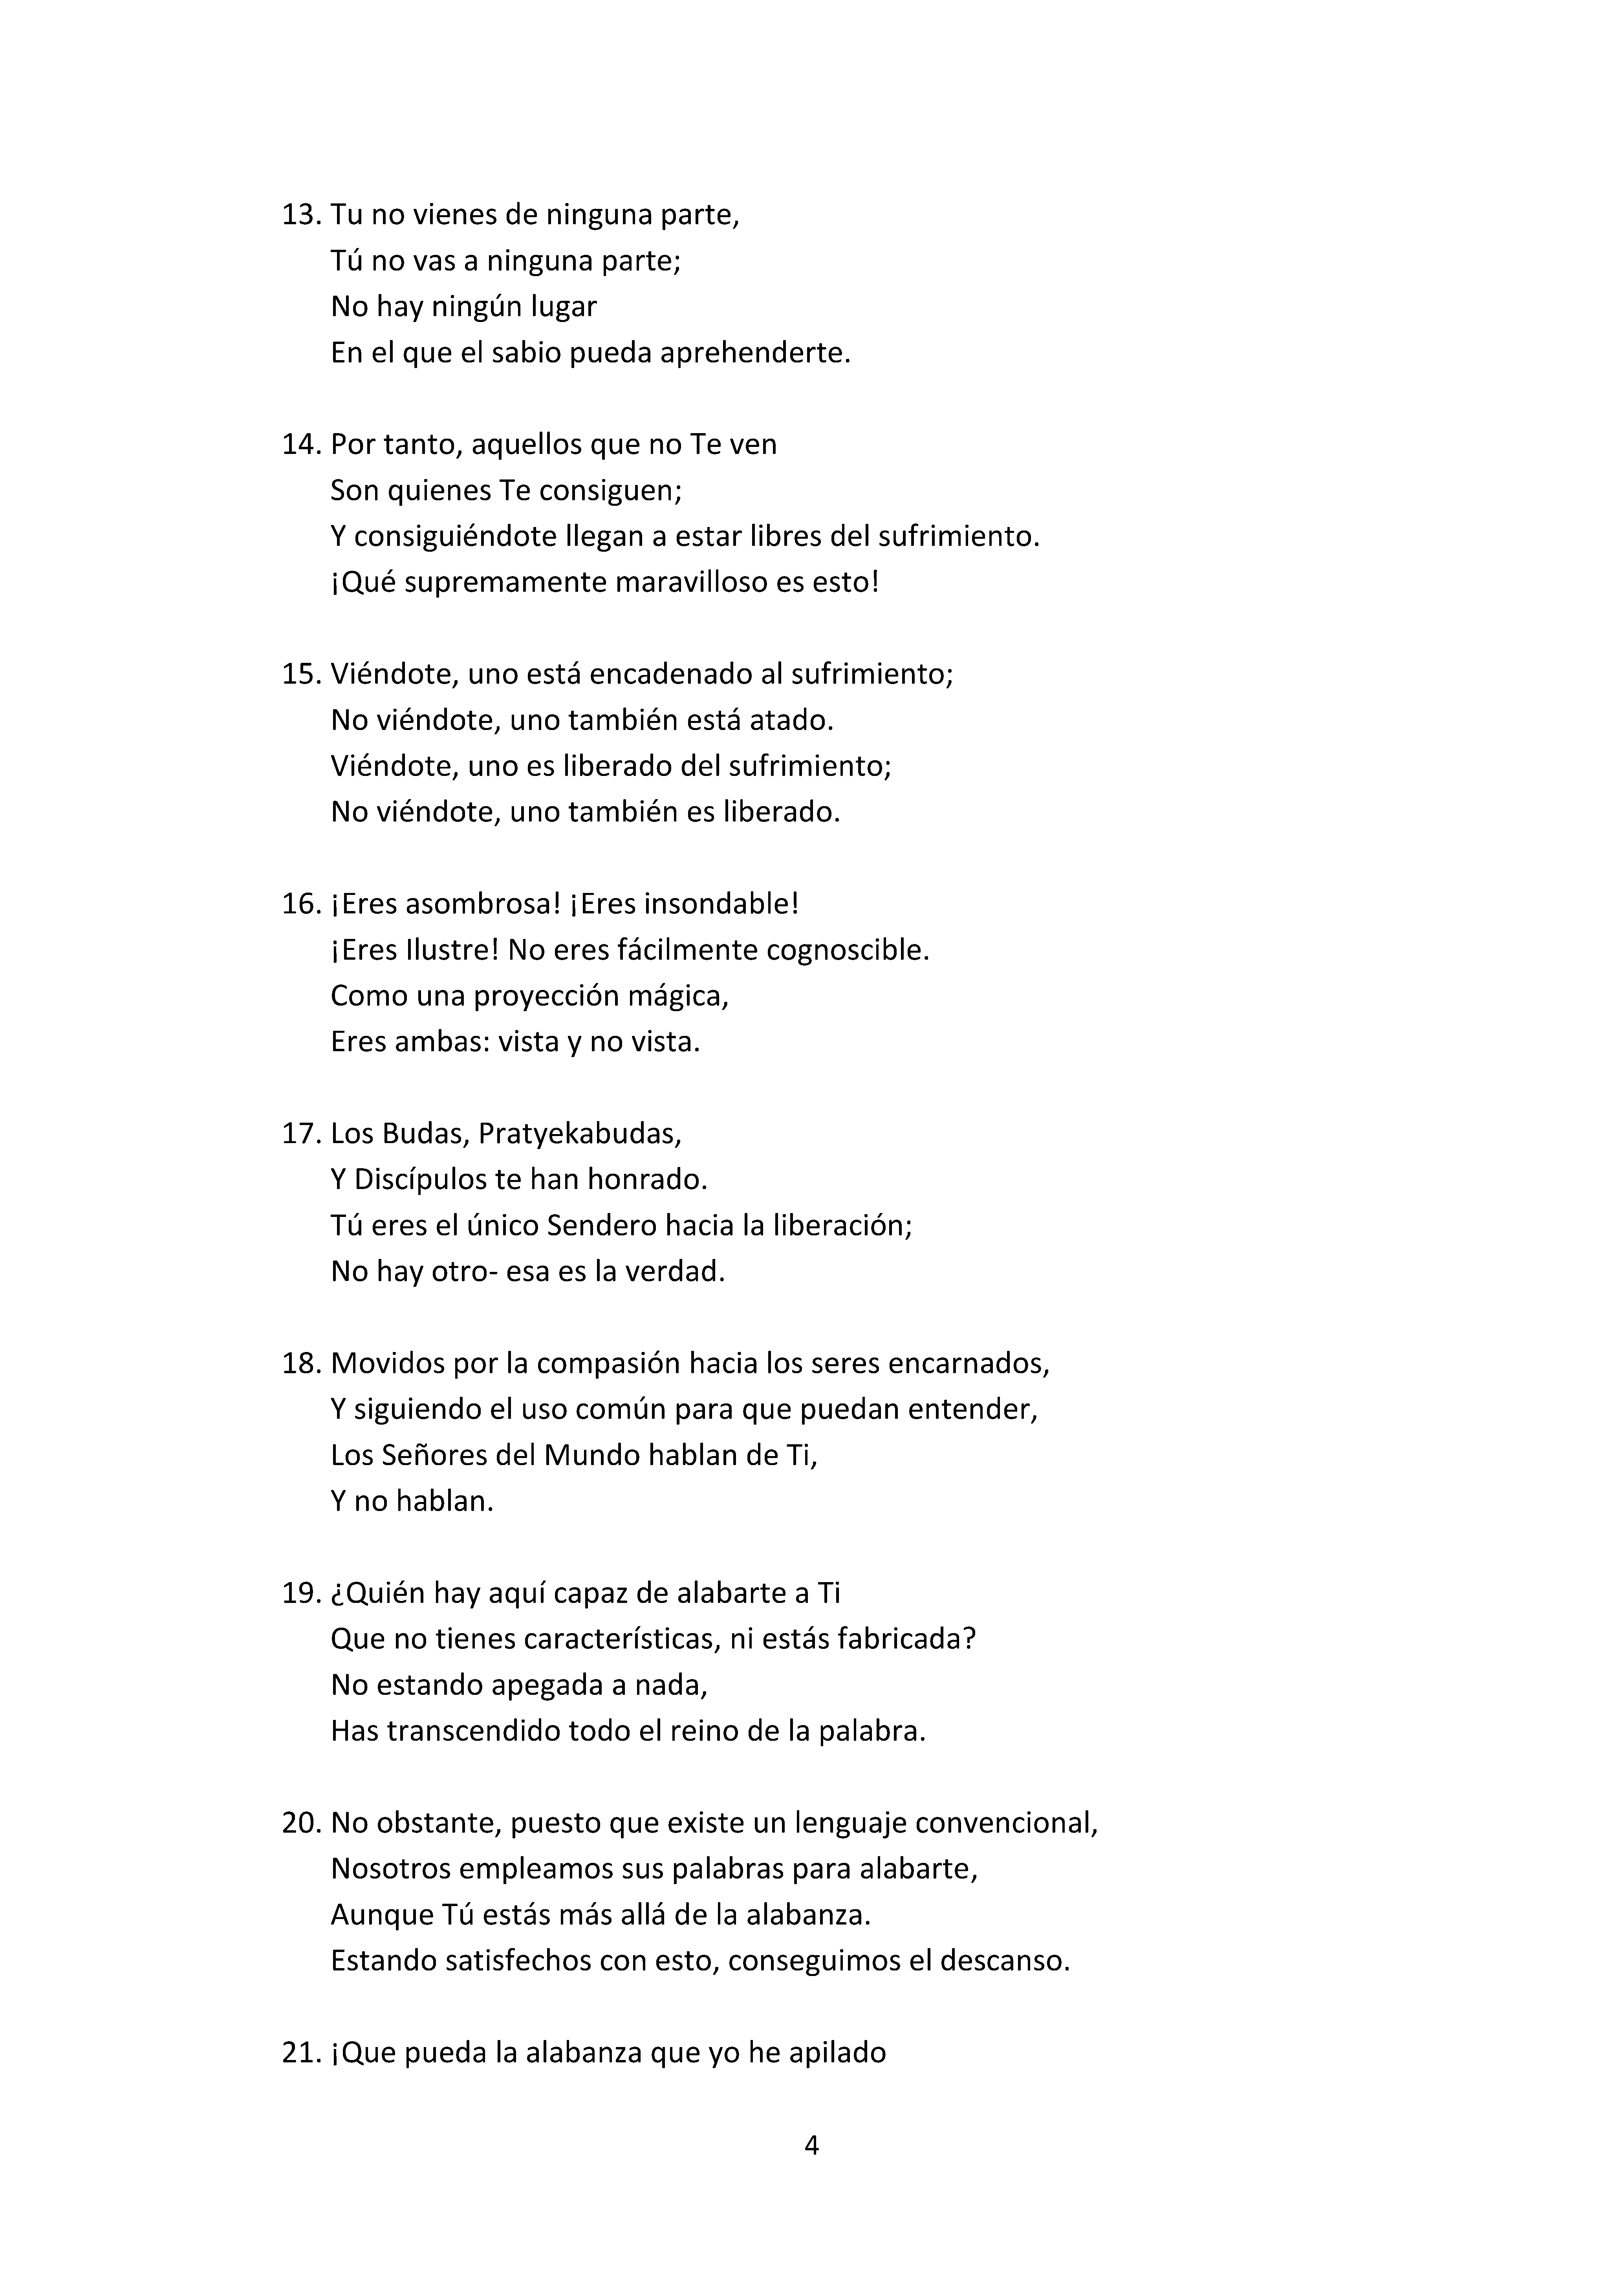 13. Tu no vienes de ninguna parte,
Tú no vas a ninguna parte;
No hay ningún lugar
En el que el sabio pueda aprehenderte.
14. Por tanto, aquellos que no Te ven
Son quienes Te consiguen;
Y consiguiéndote llegan a estar libres del sufrimiento.
¡Qué supremamente maravilloso es esto!
15. Viéndote, uno está encadenado al sufrimiento;
No viéndote, uno también está atado.
Viéndote, uno es liberado del sufrimiento;
No viéndote, uno también es liberado.
16. ¡Eres asombrosa! ¡Eres insondable!
¡Eres Ilustre! No eres fácilmente cognoscible.
Como una proyección mágica,
Eres ambas: vista y no vista.
17. Los Budas, Pratyekabudas,
Y Discípulos te han honrado.
Tú eres el único Sendero hacia la liberación;
No hay otro- esa es la verdad.
18. Movidos por la compasión hacia los seres encarnados,
Y siguiendo el uso común para que puedan entender,
Los Señores del Mundo hablan de Ti,
Y no hablan.
19. ¿Quién hay aquí capaz de alabarte a Ti
Que no tienes características, ni estás fabricada?
No estando apegada a nada,
Has transcendido todo el reino de la palabra.
20. No obstante, puesto que existe un lenguaje convencional,
Nosotros empleamos sus palabras para alabarte,
Aunque Tú estás más allá de la alabanza.
Estando satisfechos con esto, conseguimos el descanso.
21. ¡Que pueda la alabanza que yo he apilado
4